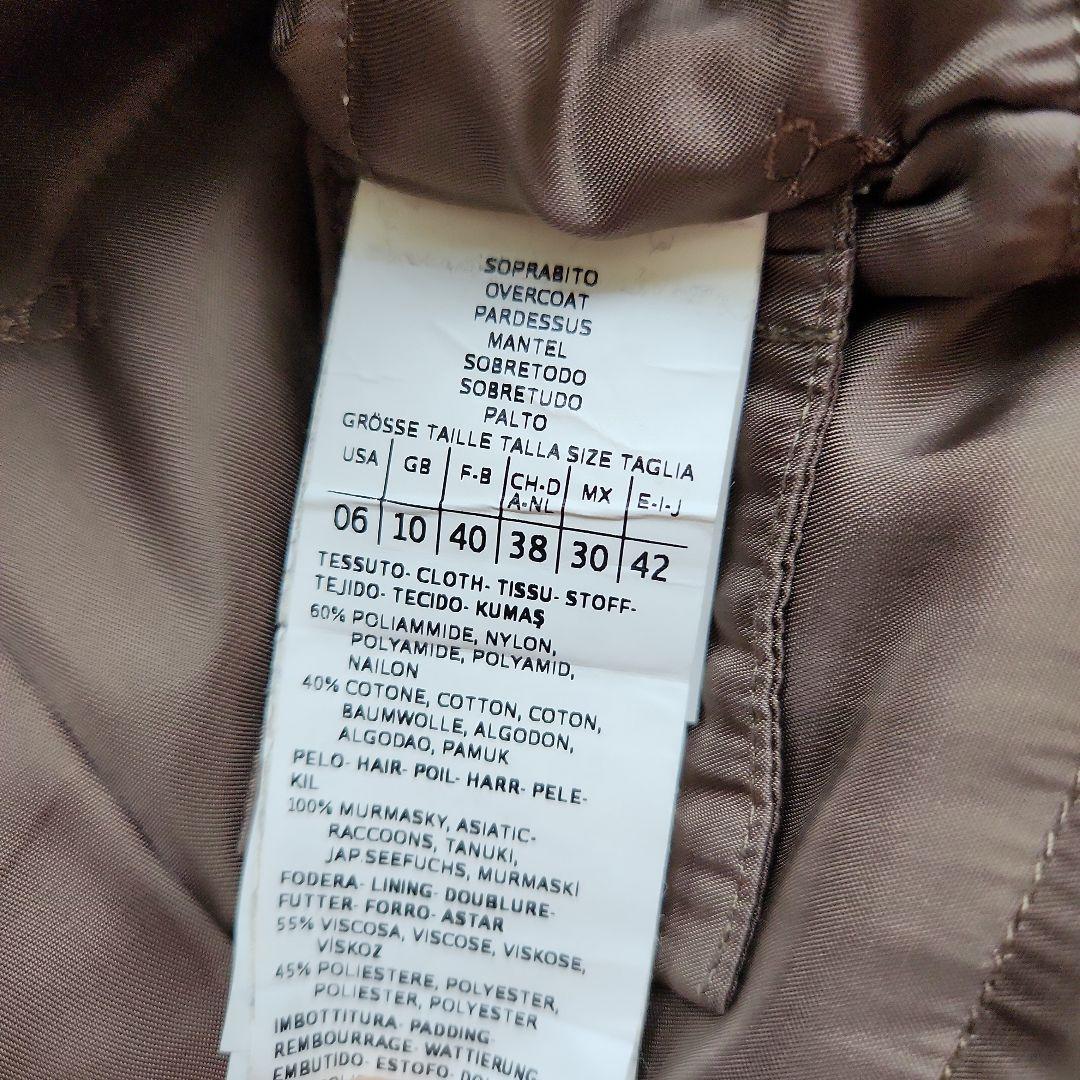 SOPRABITO
OVERCOAT
PARDESSUS
MANTEL
SOBRETODO
SOBRETUDO
PALTO
GRÖSSE TAILLE TALLA SIZE TAGLIA
USA GB F-B CH-D A-NL MX E-I-J
06 10 40 38 30 42
TESSUTO- CLOTH- TISSU- STOFF-
TEJIDO- TECIDO- KUMAŞ
60% POLIAMMIDE, NYLON,
POLYAMIDE, POLYAMID,
NAILON
40% COTONE, COTTON, COTON,
BAUMWOLLE, ALGODON,
ALGODAO, PAMUK
PELO- HAIR- POIL- HARR- PELE-
KIL
100% MURMASKY, ASIATIC-
RACCOONS, TANUKI,
JAP.SEEFUCHS, MURMASKI
FODERA- LINING- DOUBLURE-
FUTTER- FORRO- ASTAR
55% VISCOSA, VISCOSE, VISKOSE,
VİSKOZ
45% POLIESTERE, POLYESTER,
POLIESTER, POLYESTER
IMBOTTITURA- PADDING-
REMBOURRAGE- WATTIERUNG
EMBUTIDO- ESTOFO-